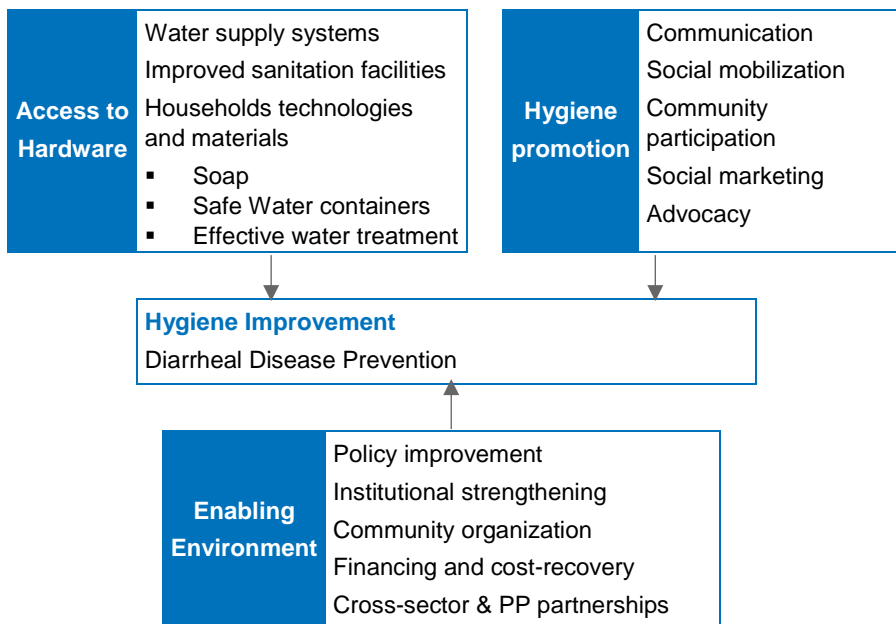 Access to
Hardware
Water supply systems
Improved sanitation facilities
Households technologies
and materials
▪ Soap
▪ Safe Water containers
▪ Effective water treatment
Hygiene
promotion
Communication
Social mobilization
Community
participation
Social marketing
Advocacy
Hygiene Improvement
Diarrheal Disease Prevention
Enabling
Environment
Policy improvement
Institutional strengthening
Community organization
Financing and cost-recovery
Cross-sector & PP partnerships